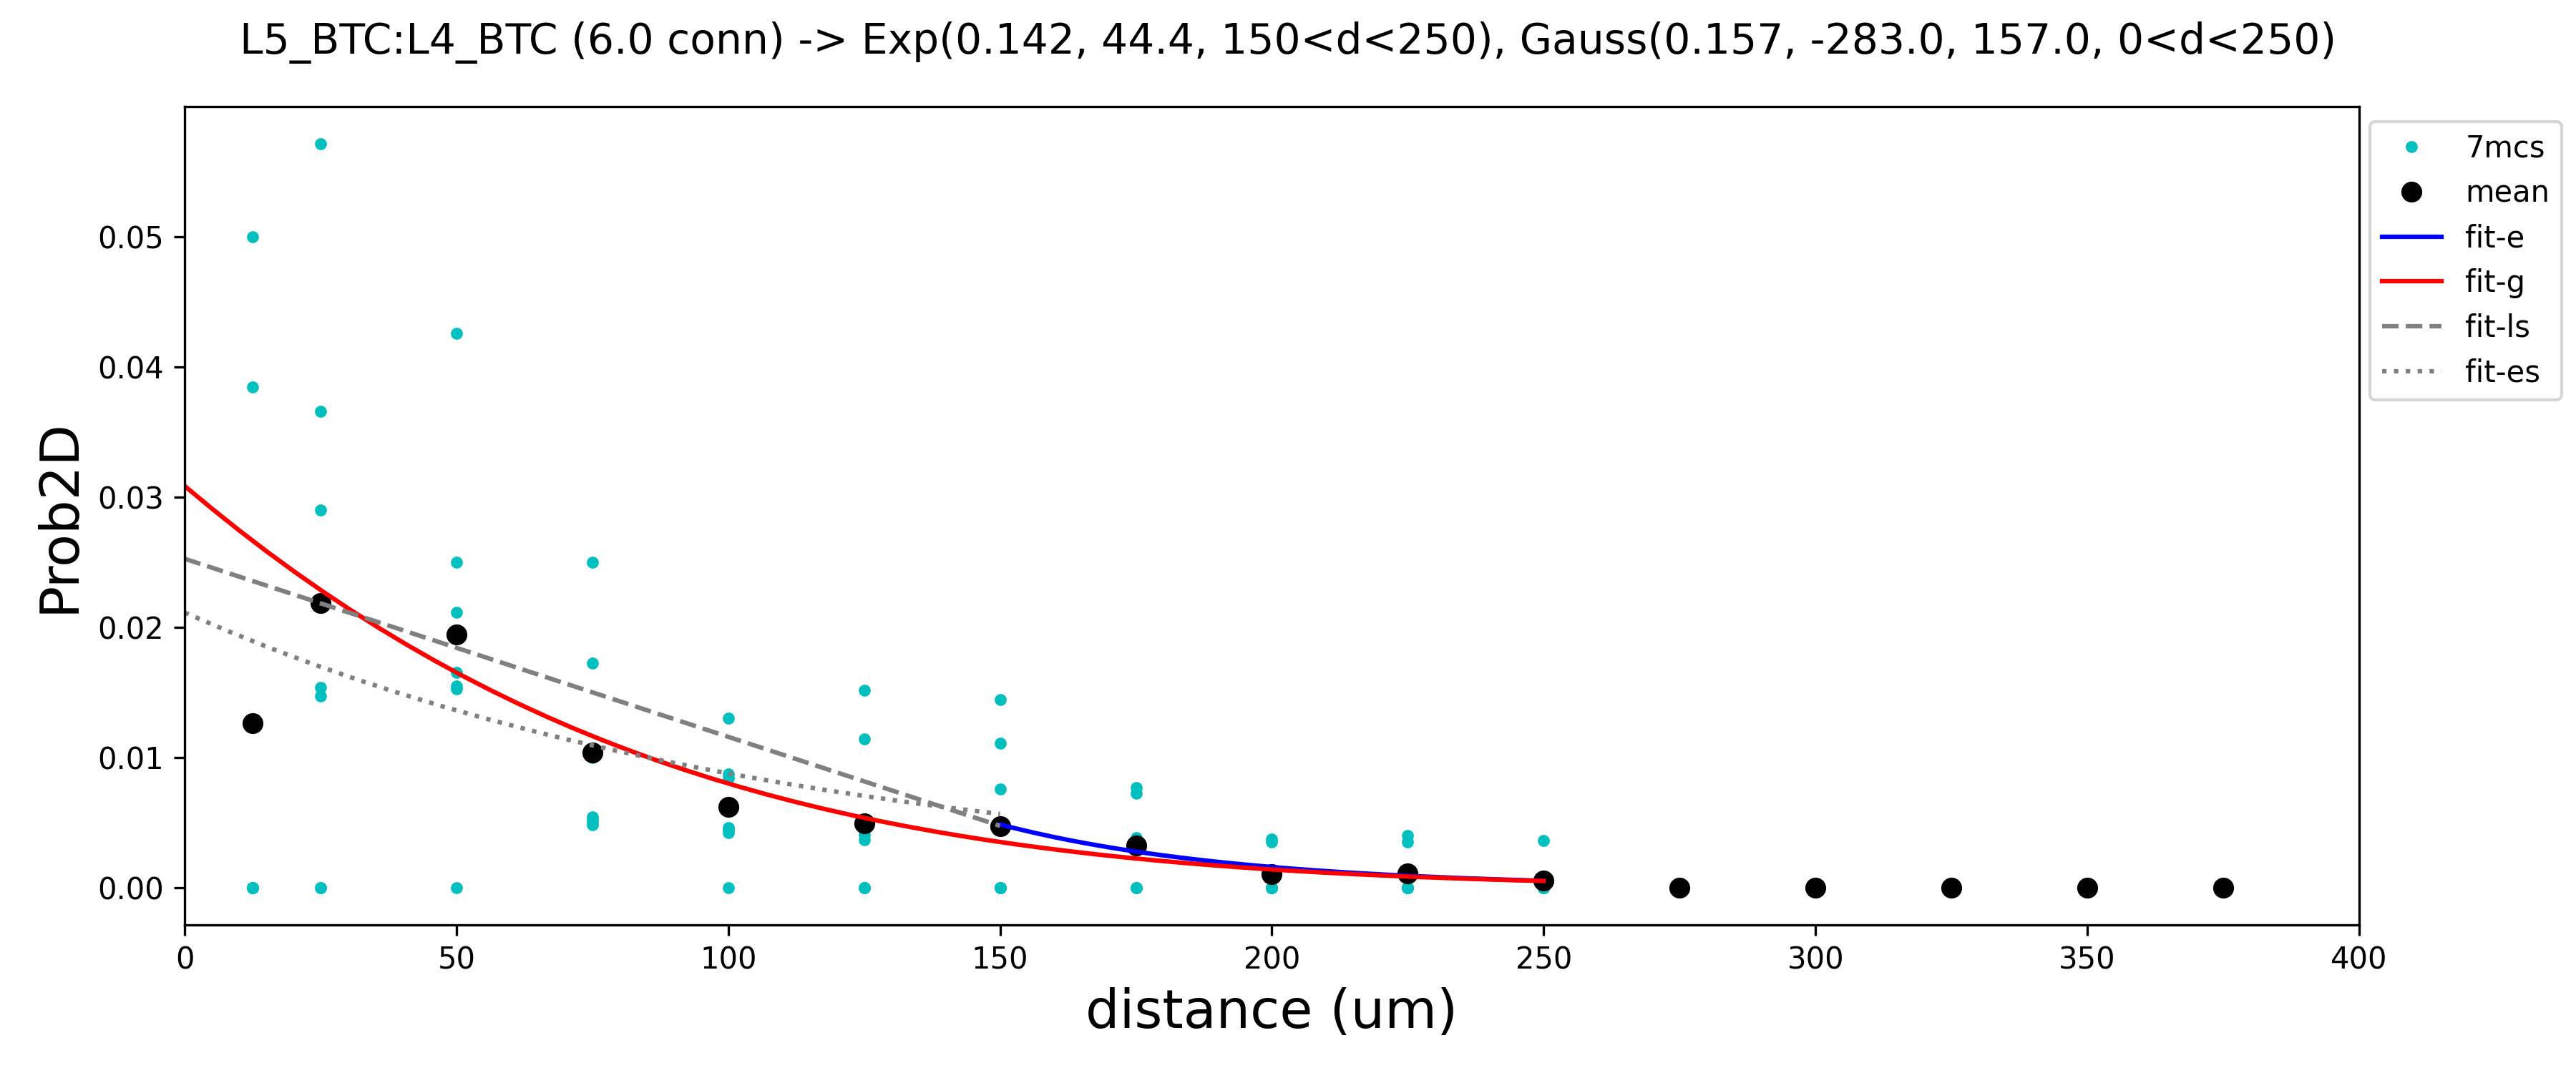 L5_BTC:L4_BTC (6.0 conn) -> Exp(0.142, 44.4, 150<d<250), Gauss(0.157, -283.0, 157.0, 0<d<250)
7mcs
mean
fit-e
fit-g
fit-ls
fit-es
Prob2D
0.05
0.04
0.03
0.02
0.01
0.00
0 50 100 150 200 250 300 350 400
distance (um)